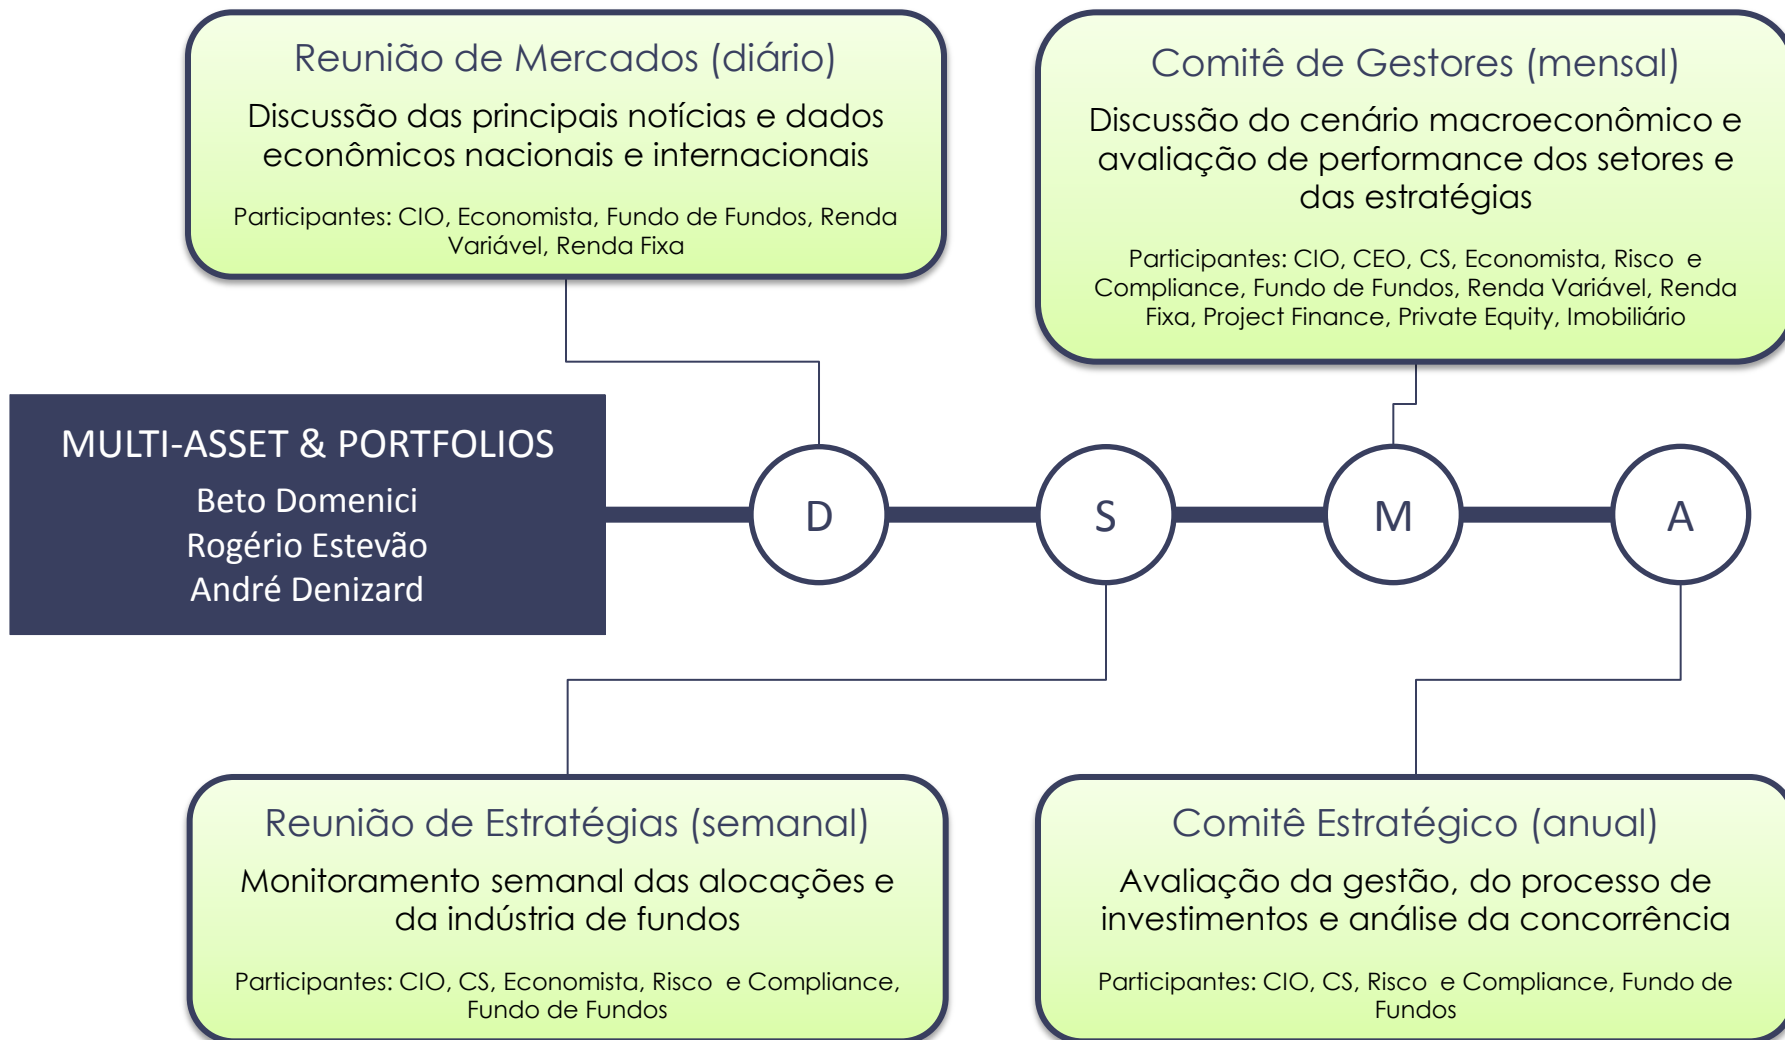 Reunião de Mercados (diário)
Discussão das principais notícias e dados
econômicos nacionais e internacionais
Participantes: CIO, Economista, Fundo de Fundos, Renda
Variável, Renda Fixa
Comitê de Gestores (mensal)
Discussão do cenário macroeconômico e
avaliação de performance dos setores e
das estratégias
Participantes: CIO, CEO, CS, Economista, Risco e
Compliance, Fundo de Fundos, Renda Variável, Renda
Fixa, Project Finance, Private Equity, Imobiliário
MULTI-ASSET & PORTFOLIOS
Beto Domenici
Rogério Estevão
André Denizard
D
S
M
A
Reunião de Estratégias (semanal)
Monitoramento semanal das alocações e
da indústria de fundos
Participantes: CIO, CS, Economista, Risco e Compliance,
Fundo de Fundos
Comitê Estratégico (anual)
Avaliação da gestão, do processo de
investimentos e análise da concorrência
Participantes: CIO, CS, Risco e Compliance, Fundo de
Fundos